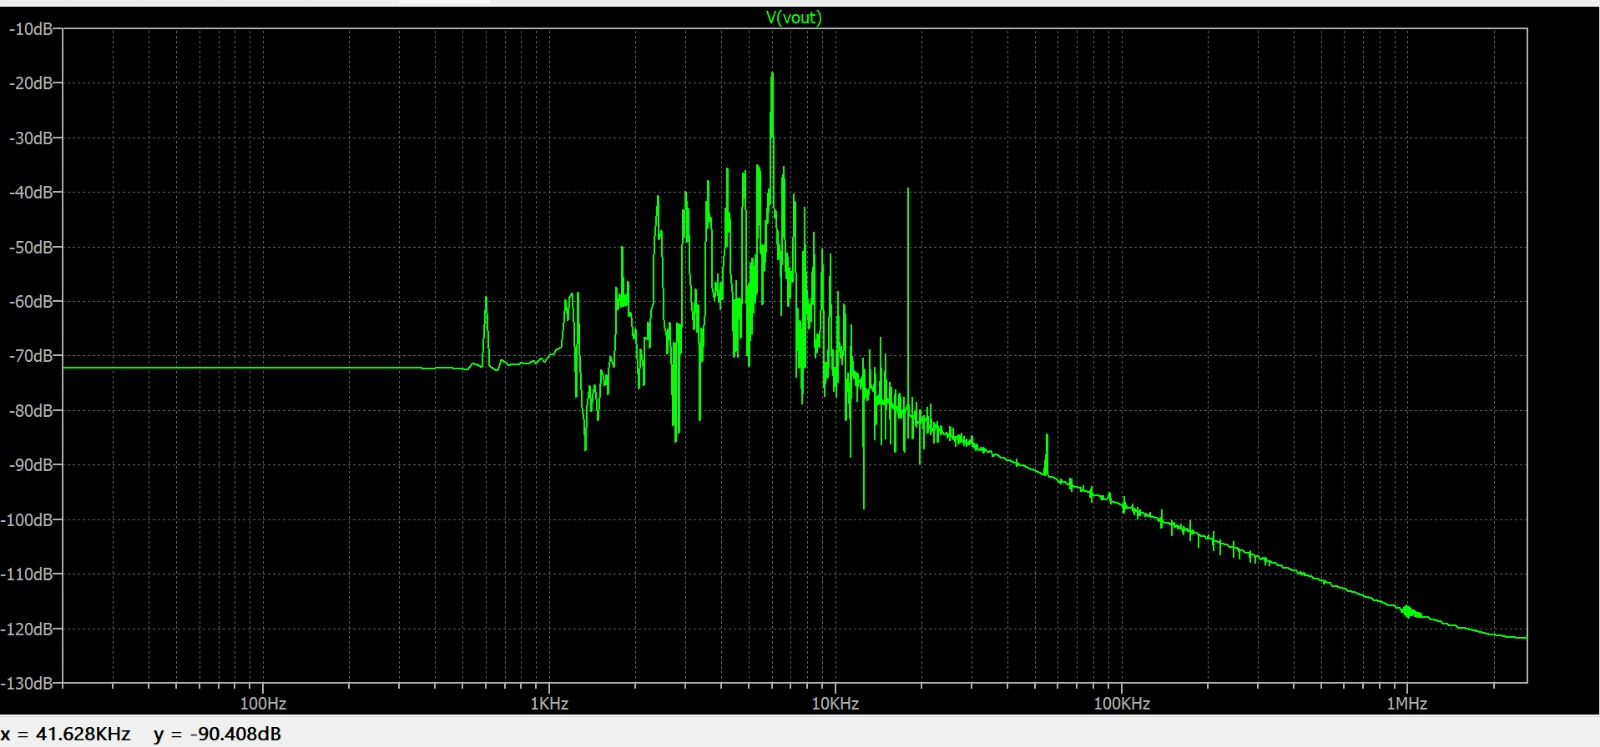 V(vout)
-10dB
-20dB
-30dB
-40dB
-50dB
-60dB
-70dB
-80dB
-90dB
-100dB
-110dB
-120dB
-130dB
100Hz 1KHz 10KHz 100KHz 1MHz
x = 41.628KHz y = -90.408dB